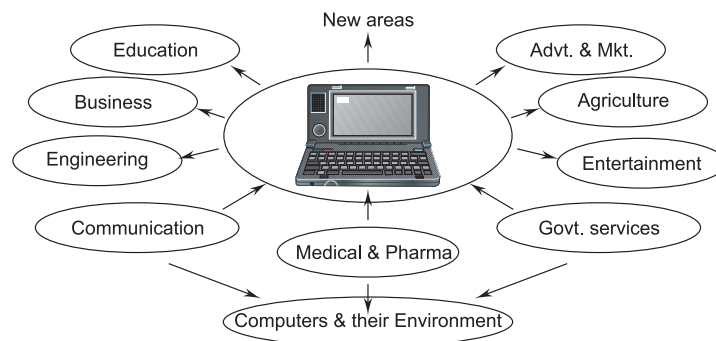 New areas
Education
Advt. & Mkt.
Business
Agriculture
Engineering
Entertainment
Communication
Govt. services
Medical & Pharma
Computers & their Environment